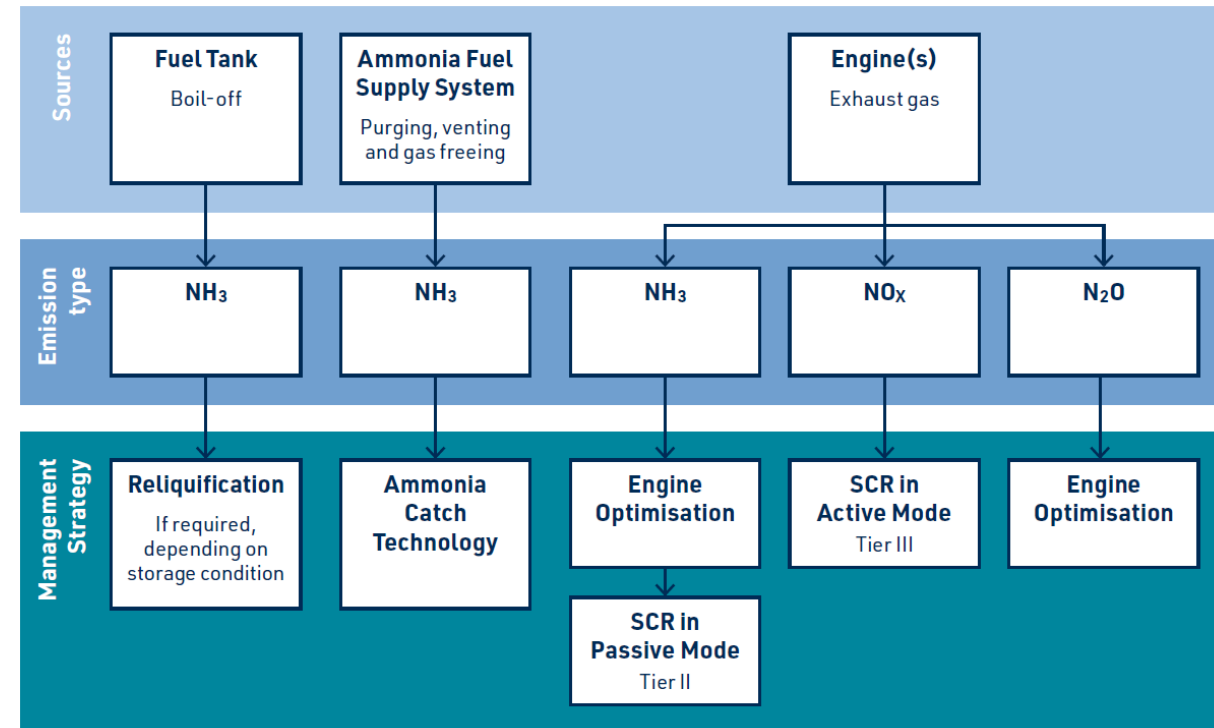 Sources
Fuel Tank
Boil-off
Ammonia Fuel
Supply System
Purging, venting
and gas freeing
Engine(s)
Exhaust gas
Emission
type
NH₃
NH₃
NH₃
NOₓ
N₂O
Management
Strategy
Reliquification
If required,
depending on
storage condition
Ammonia
Catch
Technology
Engine
Optimisation
SCR in
Passive Mode
Tier II
SCR in
Active Mode
Tier III
Engine
Optimisation